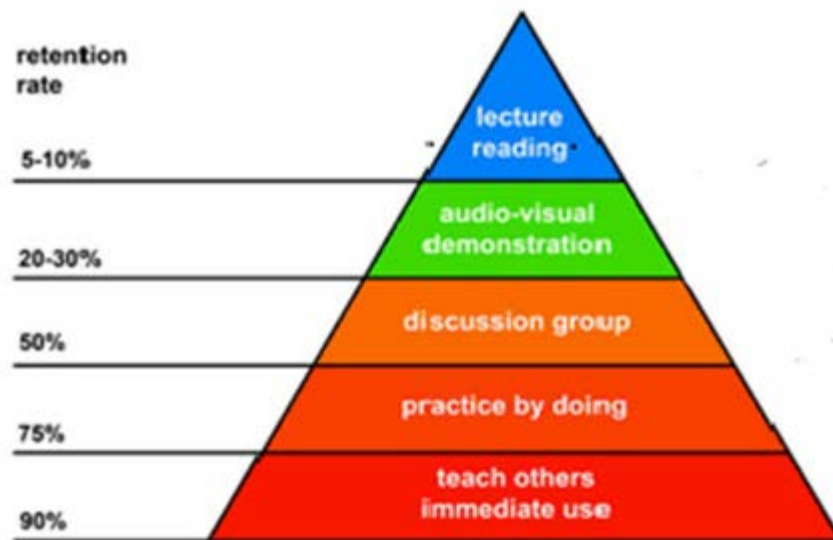 retention
rate
lecture
reading
5-10%
audio-visual
demonstration
20-30%
discussion group
50%
practice by doing
75%
teach others
immediate use
90%